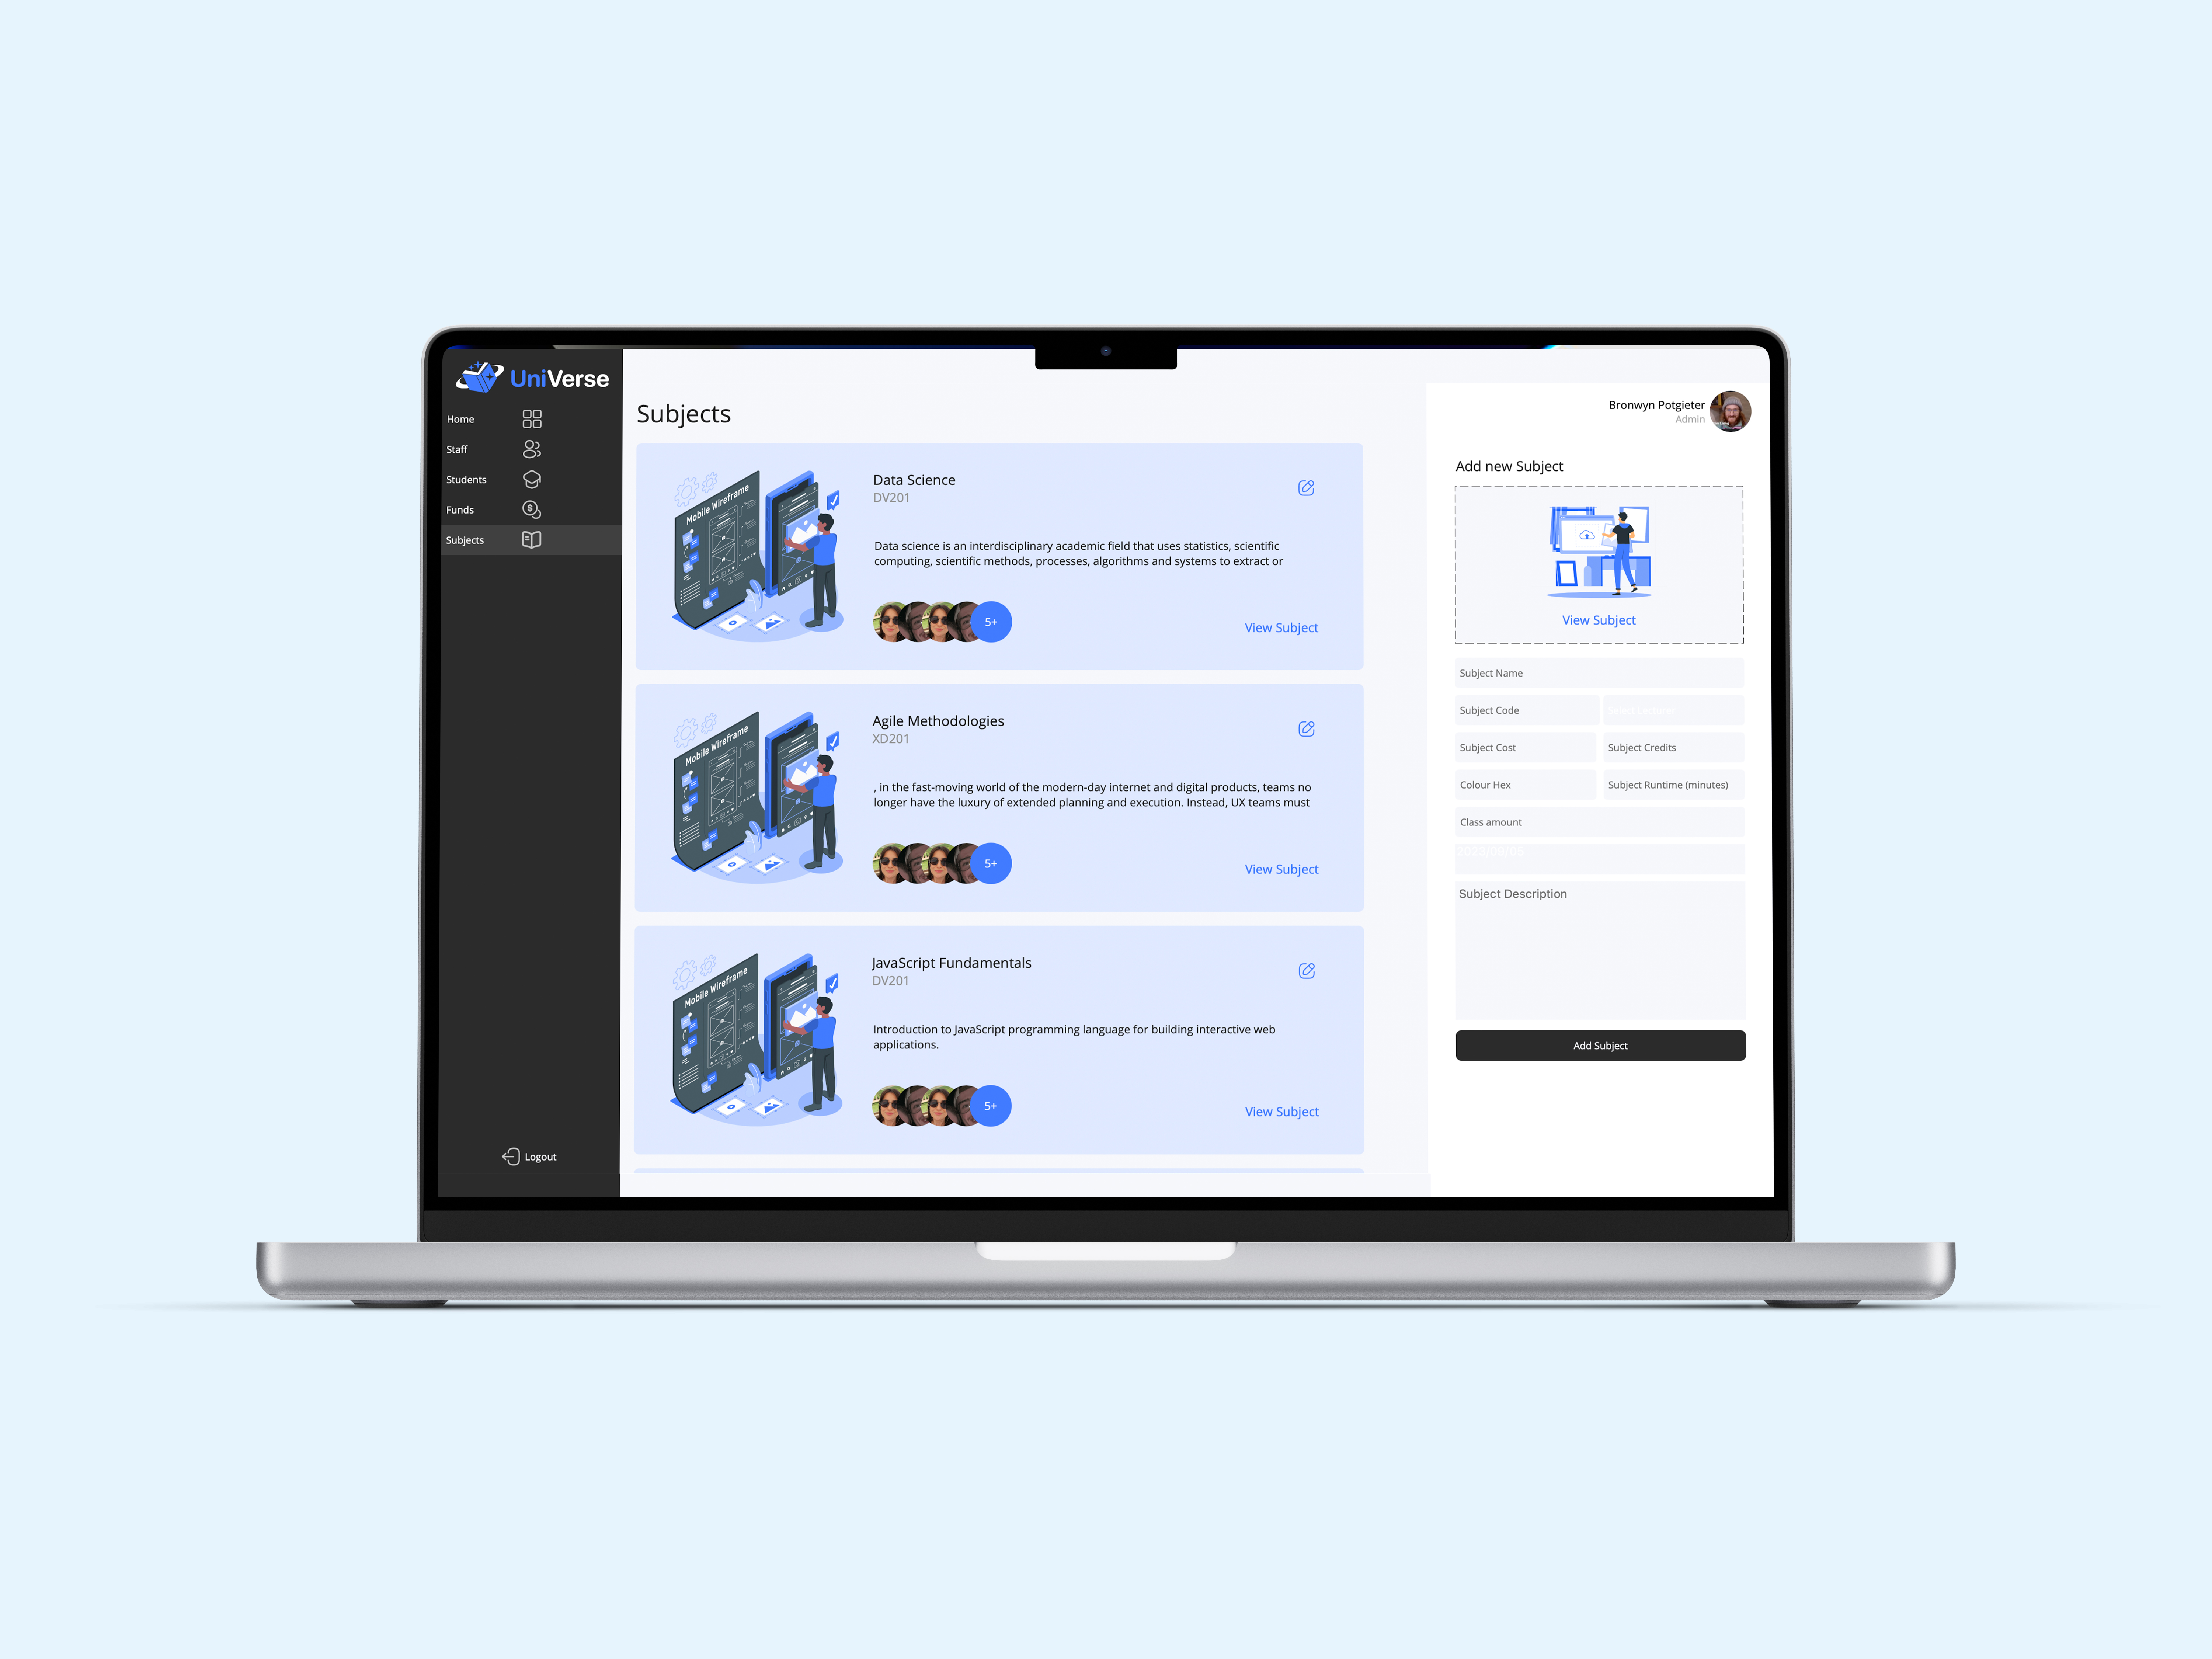 UniVerse
Home
Staff
Students
Funds
Subjects
Logout
Subjects
Data Science
DV201
Data science is an interdisciplinary academic field that uses statistics, scientific
computing, scientific methods, processes, algorithms and systems to extract or
5+
View Subject
Mobile Wireframe
Agile Methodologies
XD201
, in the fast-moving world of the modern-day internet and digital products, teams no
longer have the luxury of extended planning and execution. Instead, UX teams must
5+
View Subject
Mobile Wireframe
JavaScript Fundamentals
DV201
Introduction to JavaScript programming language for building interactive web
applications.
5+
View Subject
Mobile Wireframe
Bronwyn Potgieter
Admin
Add new Subject
View Subject
Subject Name
Subject Code
Subject Cost
Subject Credits
Colour Hex
Subject Runtime (minutes)
Class amount
Subject Description
Add Subject